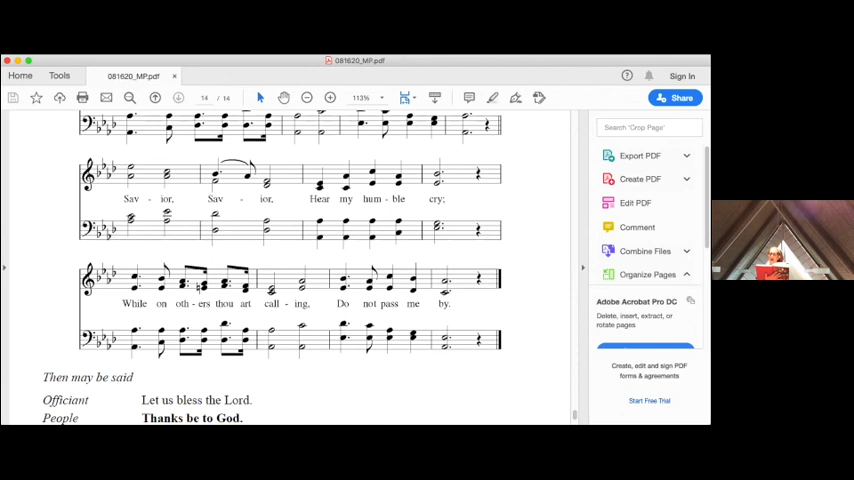 081620_MP.pdf
Home Tools 081620_MP.pdf × Sign In
14 / 14 113% Share
Search 'Crop Page'
Export PDF
Create PDF
Edit PDF
Comment
Combine Files
Organize Pages
Adobe Acrobat Pro DC
Delete, insert, extract, or
rotate pages
Create, edit and sign PDF
forms & agreements
Start Free Trial
Sav - ior, Sav - ior, Hear my hum - ble cry;
While on oth - ers thou art call - ing, Do not pass me by.
Then may be said
Officiant Let us bless the Lord.
People Thanks be to God.